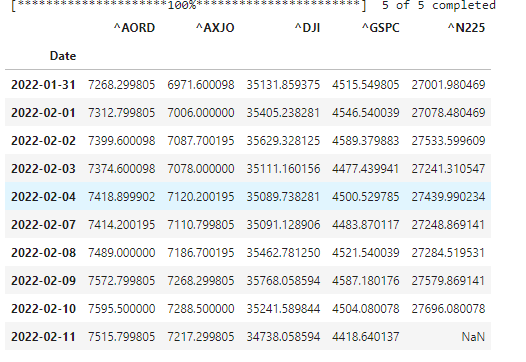 [*********************100%***********************] 5 of 5 completed
^AORD ^AXJO ^DJI ^GSPC ^N225
Date
2022-01-31 7268.299805 6971.600098 35131.859375 4515.549805 27001.980469
2022-02-01 7312.799805 7006.000000 35405.238281 4546.540039 27078.480469
2022-02-02 7399.600098 7087.700195 35629.328125 4589.379883 27533.599609
2022-02-03 7374.600098 7078.000000 35111.160156 4477.439941 27241.310547
2022-02-04 7418.899902 7120.200195 35089.738281 4500.529785 27439.990234
2022-02-07 7414.200195 7110.799805 35091.128906 4483.870117 27248.869141
2022-02-08 7489.000000 7186.700195 35462.781250 4521.540039 27284.519531
2022-02-09 7572.799805 7268.299805 35768.058594 4587.180176 27579.869141
2022-02-10 7595.500000 7288.500000 35241.589844 4504.080078 27696.080078
2022-02-11 7515.799805 7217.299805 34738.058594 4418.640137 NaN